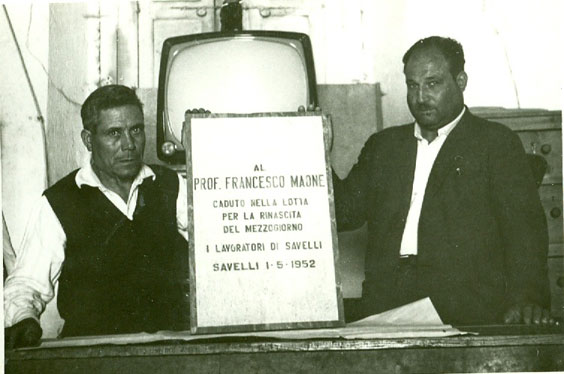 AL
PROF. FRANCESCO MAONE
CADUTO NELLA LOTTA
PER LA RINASCITA
DEL MEZZOGIORNO
I LAVORATORI DI SAVELLI
SAVELLI 1-5-1952